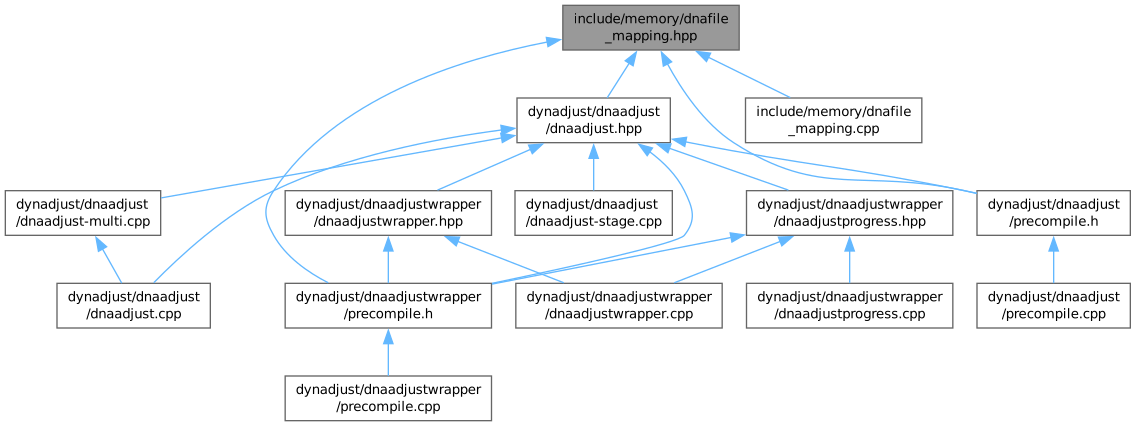 include/memory/dnafile
_mapping.hpp
dynadjust/dnaadjust
/dnaadjust.hpp
include/memory/dnafile
_mapping.cpp
dynadjust/dnaadjust
/dnaadjust-multi.cpp
dynadjust/dnaadjustwrapper
/dnaadjustwrapper.hpp
dynadjust/dnaadjust
/dnaadjust-stage.cpp
dynadjust/dnaadjustwrapper
/dnaadjustprogress.hpp
dynadjust/dnaadjust
/precompile.h
dynadjust/dnaadjust
/dnaadjust.cpp
dynadjust/dnaadjustwrapper
/precompile.h
dynadjust/dnaadjustwrapper
/dnaadjustwrapper.cpp
dynadjust/dnaadjustwrapper
/dnaadjustprogress.cpp
dynadjust/dnaadjust
/precompile.cpp
dynadjust/dnaadjustwrapper
/precompile.cpp